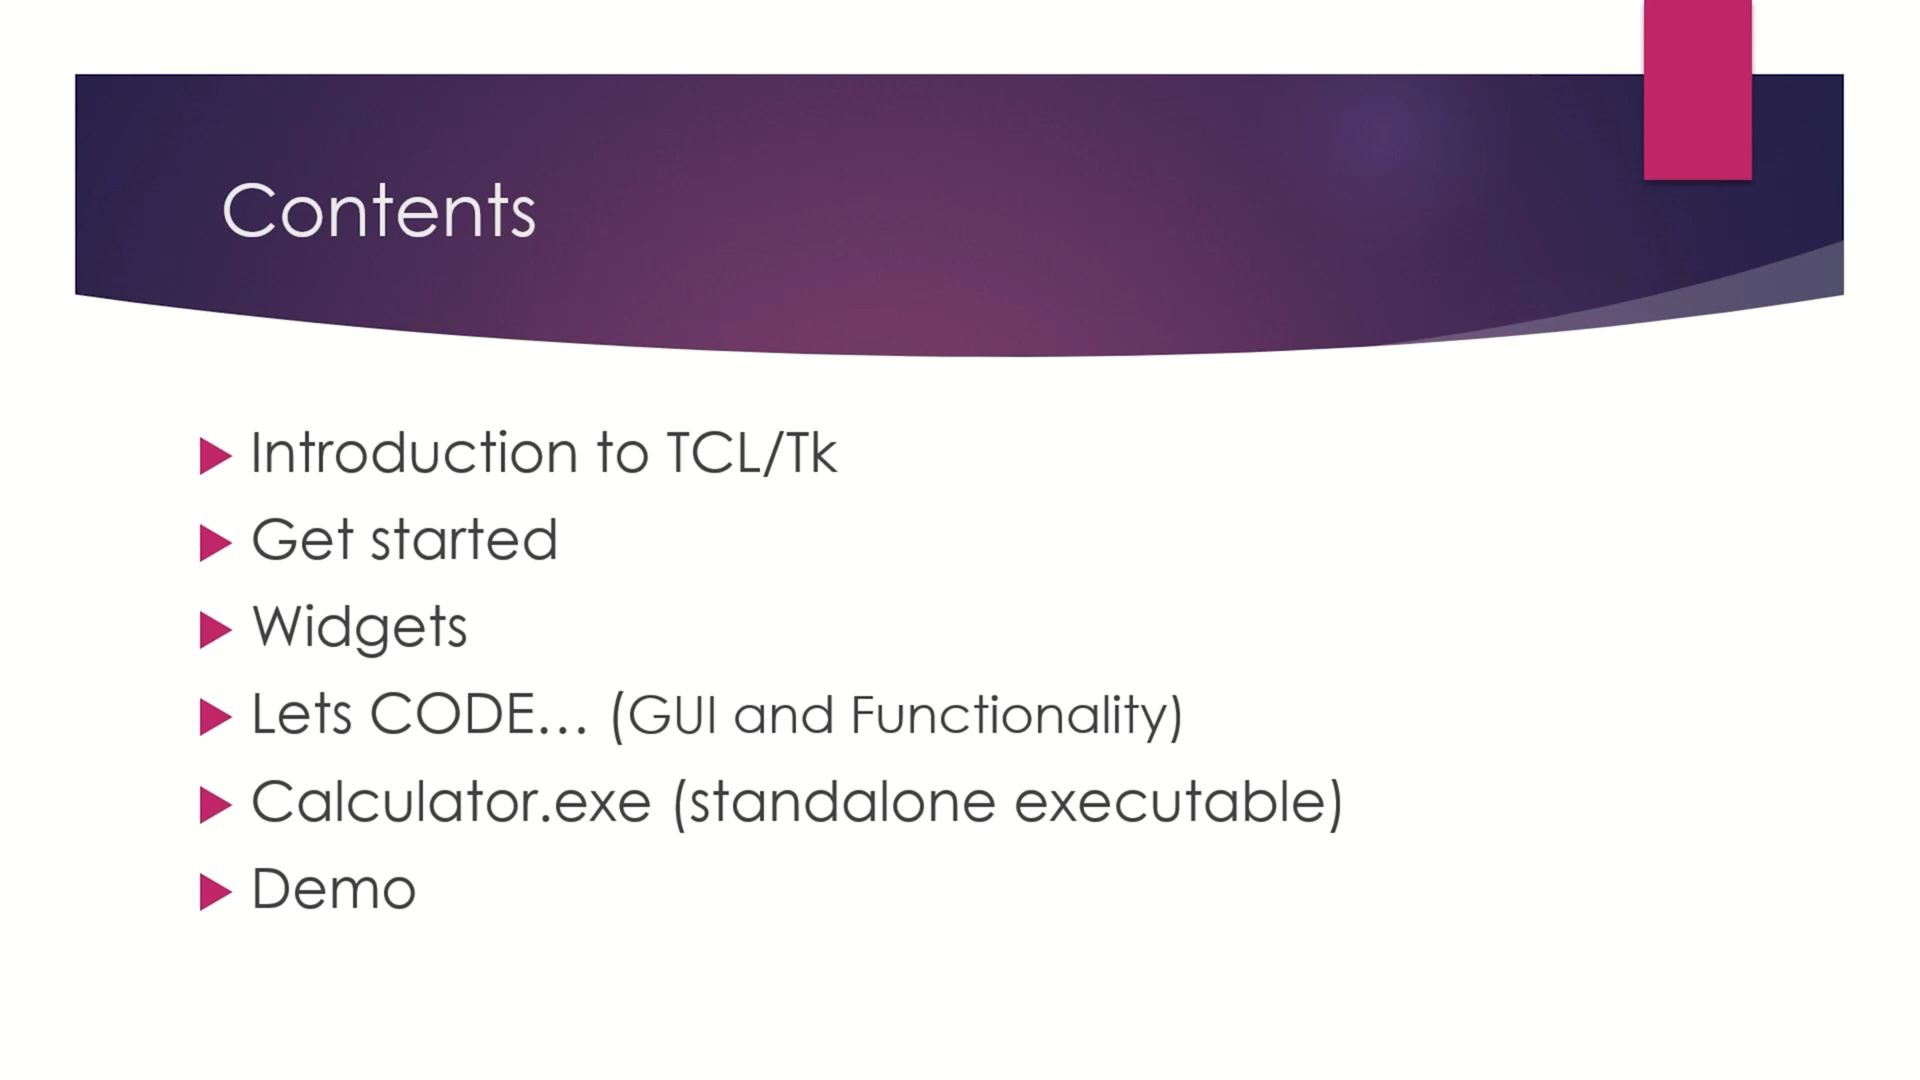 Contents
Introduction to TCL/Tk
Get started
Widgets
Lets CODE... (GUI and Functionality)
Calculator.exe (standalone executable)
Demo